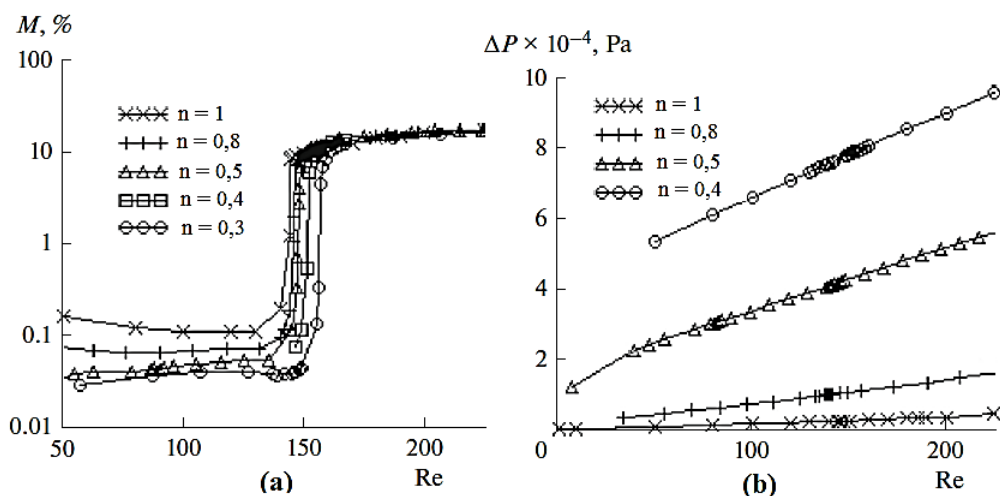 M, %
100
10
1
0.1
0.01
n = 1
n = 0,8
n = 0,5
n = 0,4
n = 0,3
50
100
150
200
Re
(a)
ΔP × 10⁻⁴, Pa
10
8
6
4
2
0
n = 1
n = 0,8
n = 0,5
n = 0,4
100
200
Re
(b)